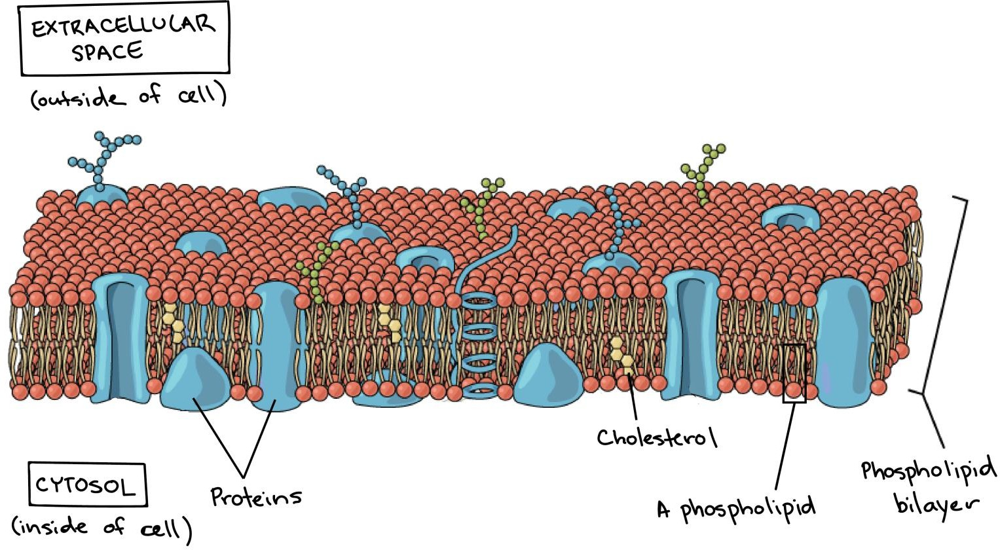 EXTRACELLULAR
SPACE
(outside of cell)
Cholesterol
Phospholipid
bilayer
A phospholipid
Proteins
CYTOSOL
(inside of cell)